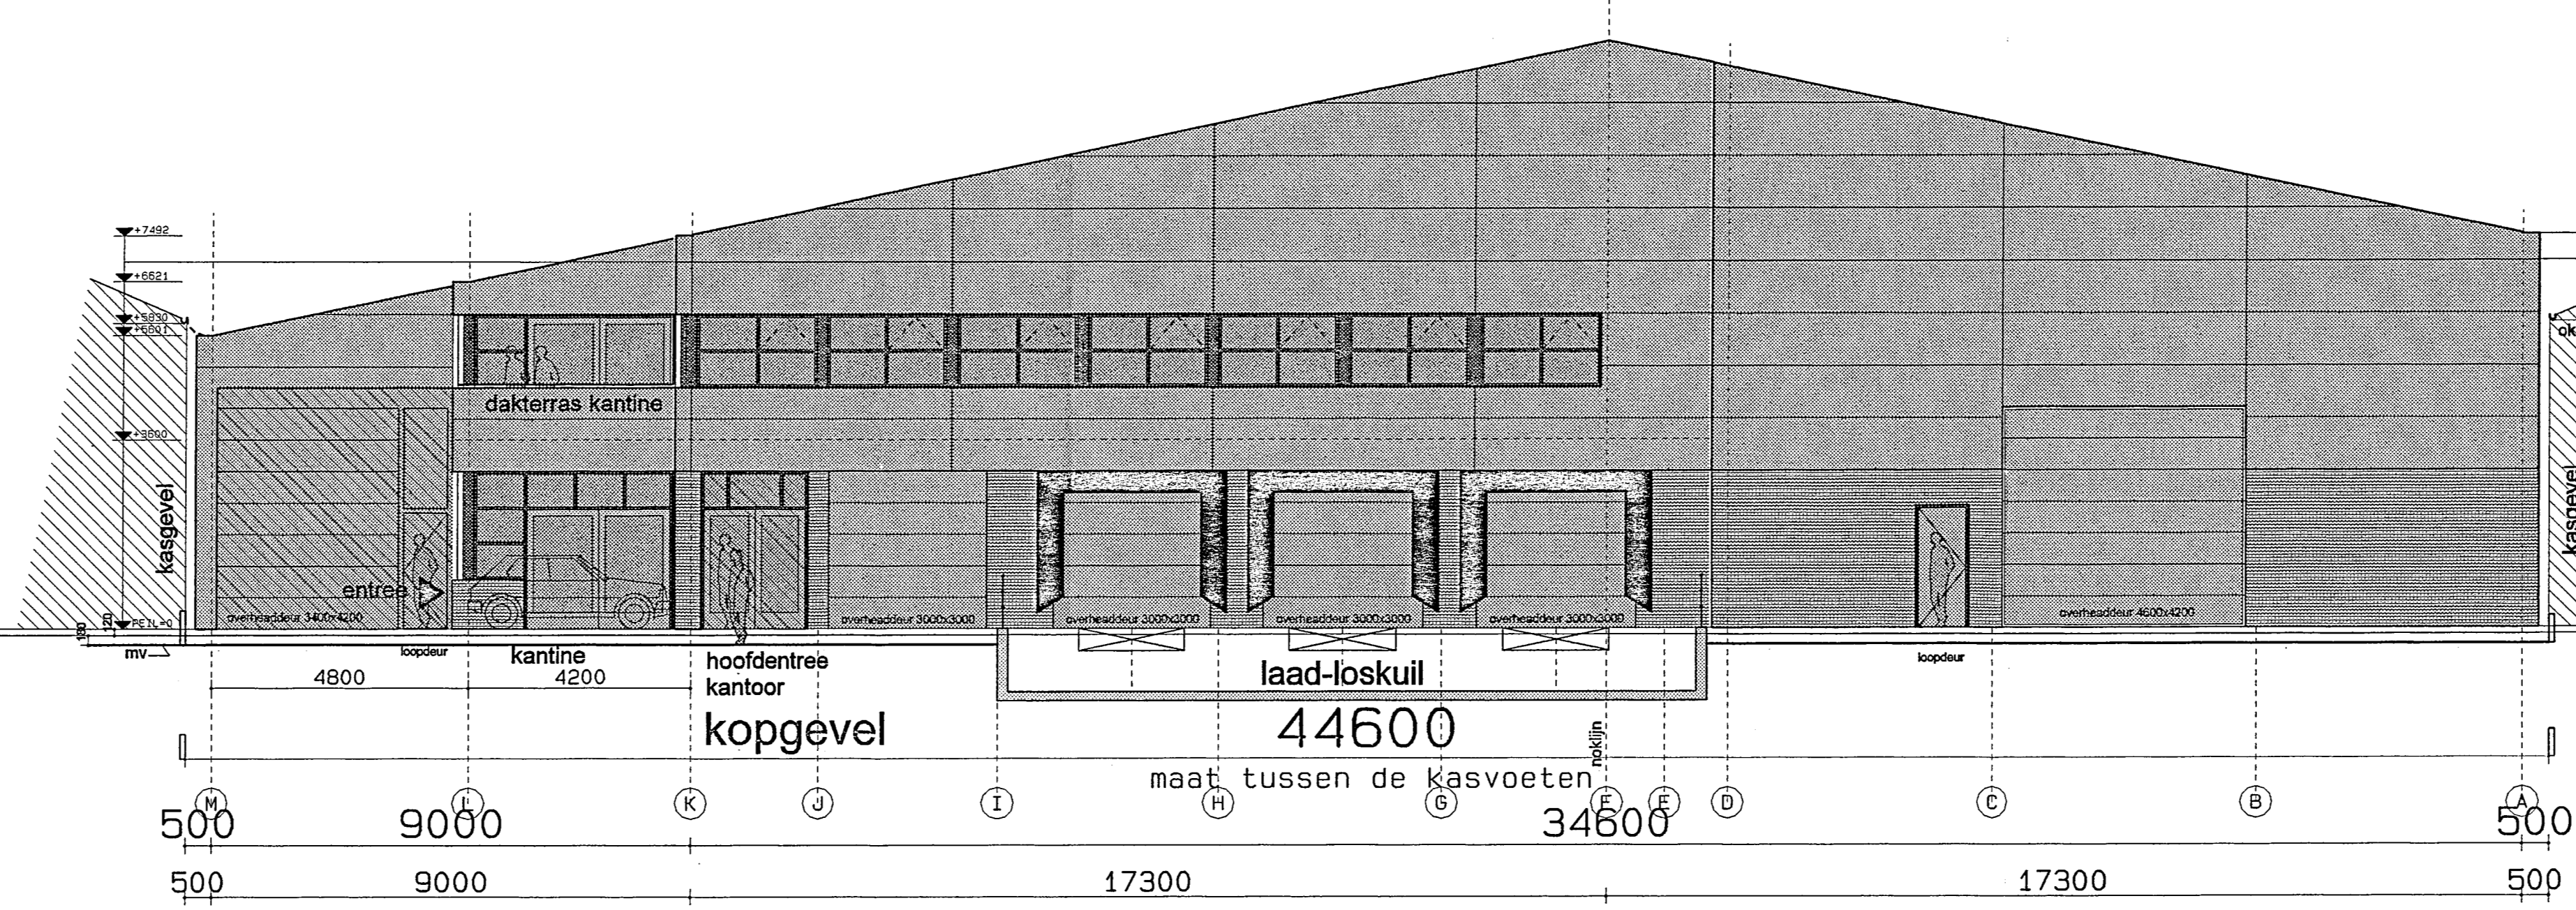 +7492
+6621
+5830
+5601
ok
dakterras kantine
+3600
kasgevel
kasgevel
entree
overheaddeur 3400x4200
overheaddeur 3000x3000
overheaddeur 3000x3000
overheaddeur 3000x3000
overheaddeur 3000x3000
overheaddeur 4600x4200
180
120
PEIL=0
mv
loopdeur
kantine
hoofdentree
kantoor
laad-loskuil
loopdeur
4800
4200
kopgevel
44600
noklijn
maat tussen de kasvoeten
M
L
K
J
I
H
G
F
E
D
C
B
A
500
9000
34600
500
500
9000
17300
17300
500